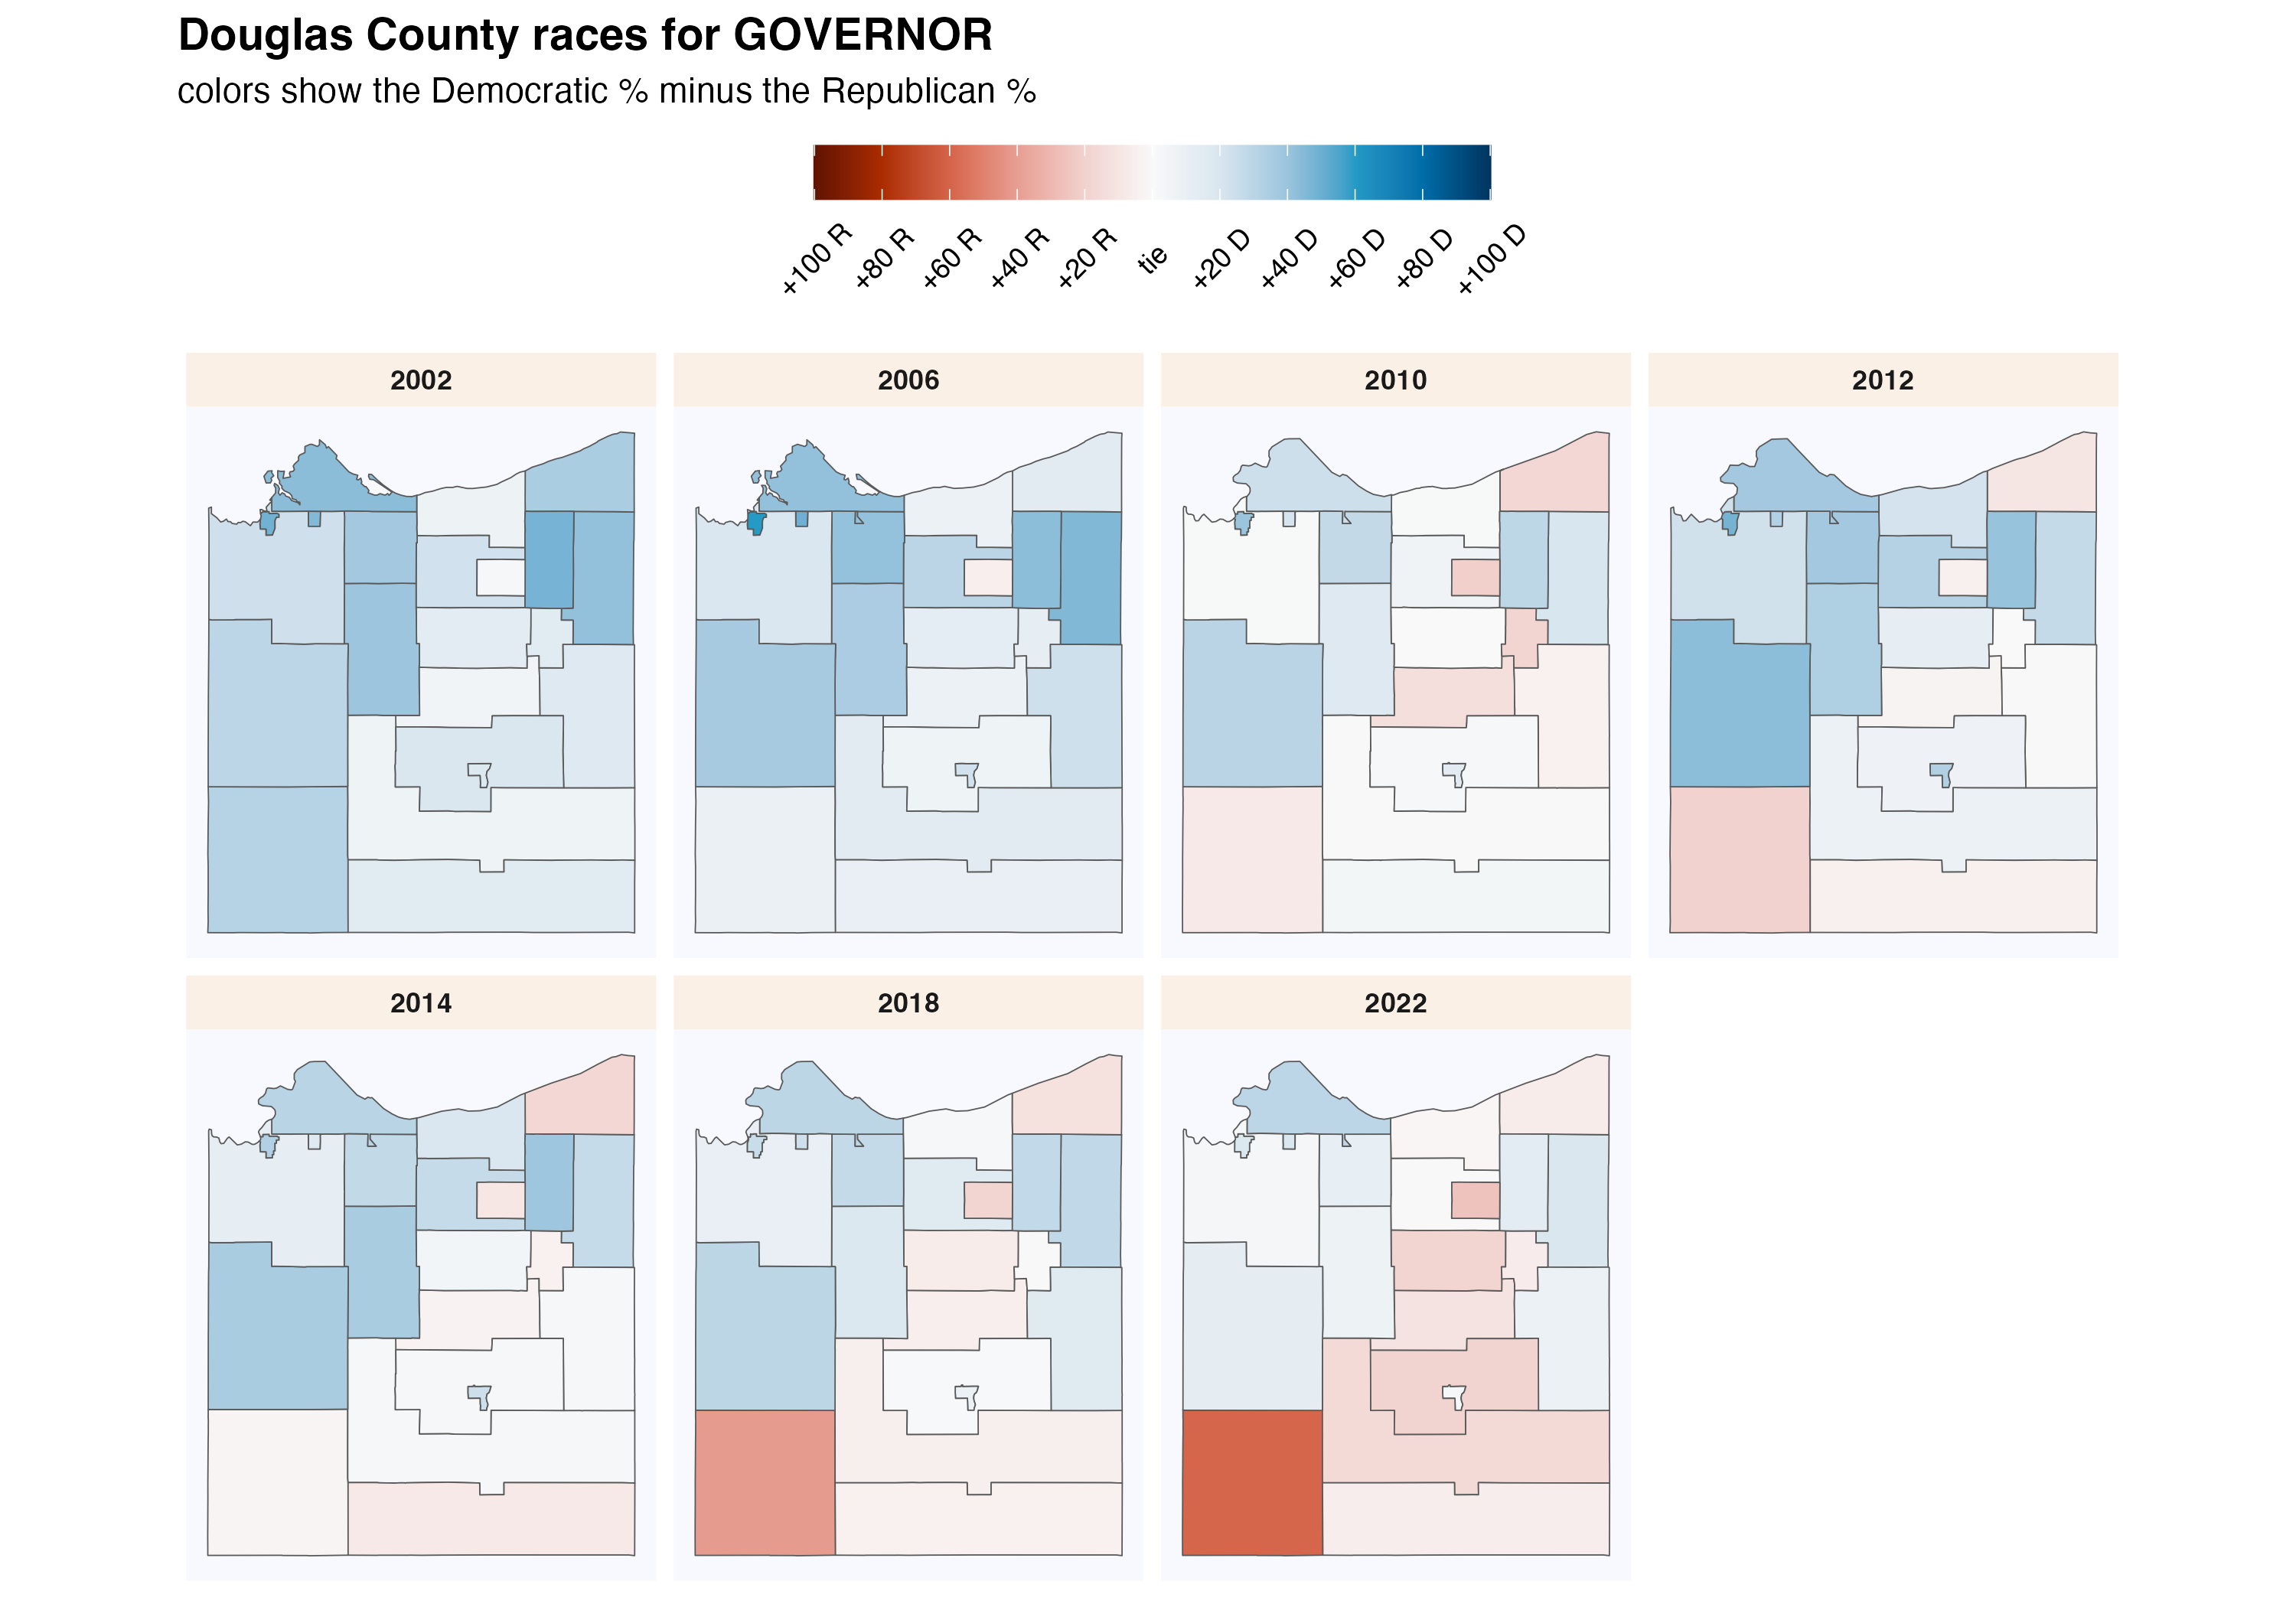 Douglas County races for GOVERNOR
colors show the Democratic % minus the Republican %
+100 R
+80 R
+60 R
+40 R
+20 R
tie
+20 D
+40 D
+60 D
+80 D
+100 D
2002
2006
2010
2012
2014
2018
2022